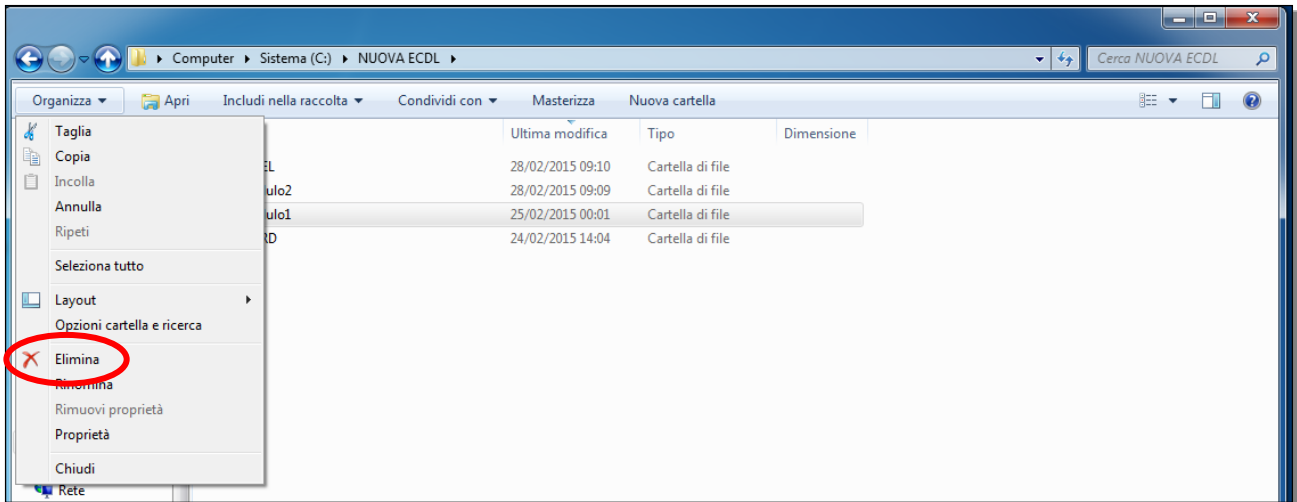 Computer Sistema (C:) NUOVA ECDL Cerca NUOVA ECDL
Organizza Apri Includi nella raccolta Condividi con Masterizza Nuova cartella
Ultima modifica Tipo Dimensione
Taglia
Copia
Incolla
Annulla
Ripeti
Seleziona tutto
Layout
Opzioni cartella e ricerca
Elimina
Rinomina
Rimuovi proprietà
Proprietà
Chiudi
EL 28/02/2015 09:10 Cartella di file
ulo2 28/02/2015 09:09 Cartella di file
ulo1 25/02/2015 00:01 Cartella di file
RD 24/02/2015 14:04 Cartella di file
Rete